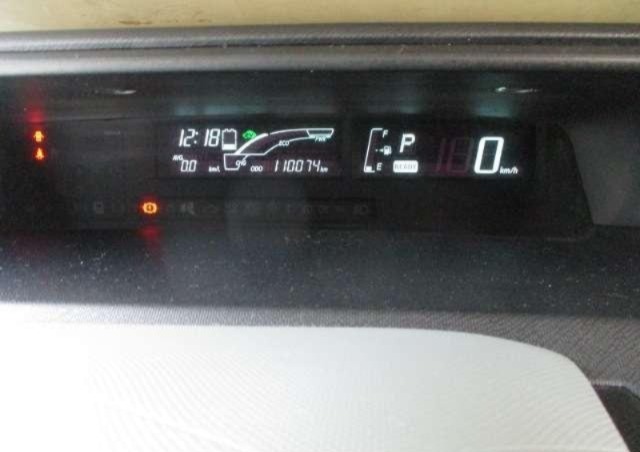 12:18 ECO PWR F P 0 km/h
AVG 0.0 km/L ODO 110074 km E READY